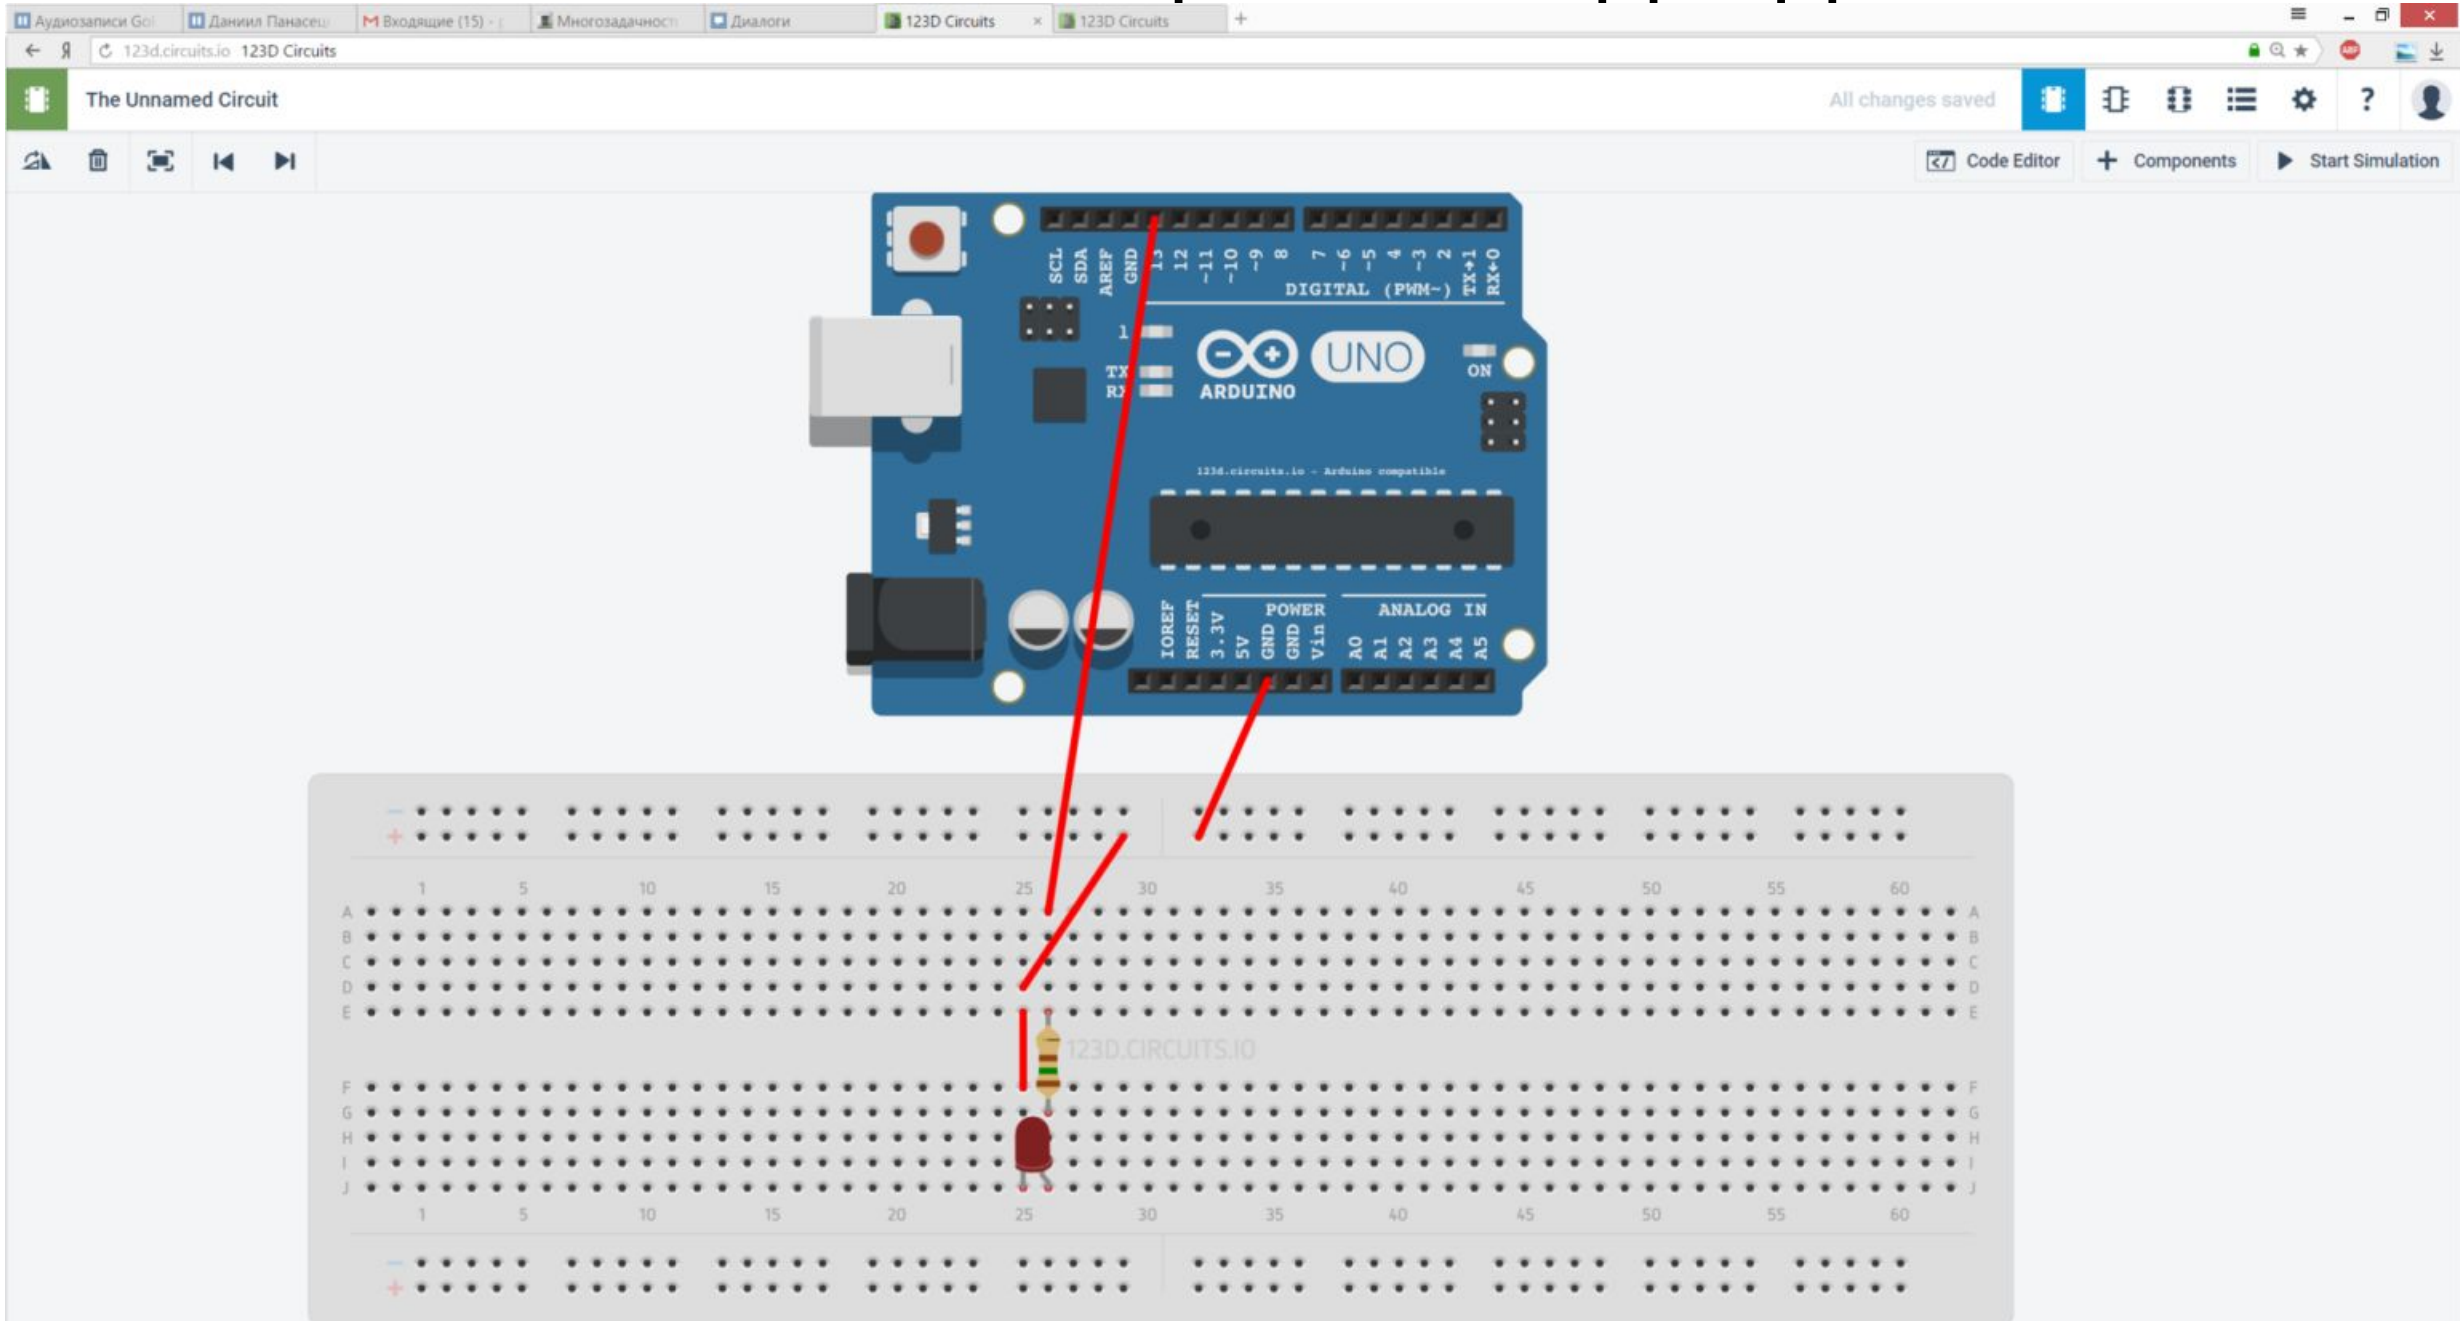 Аудиозаписи Gol
Даниил Панасец
Входящие (15) -
Многозадачност
Диалоги
123D Circuits
123D Circuits
123d.circuits.io 123D Circuits
The Unnamed Circuit
All changes saved
?
Code Editor
Components
Start Simulation
SCL
SDA
AREF
GND
13
12
~11
~10
~9
8
7
~6
~5
4
~3
2
TX→1
RX←0
DIGITAL (PWM~)
TX
RX
ARDUINO
UNO
ON
123d.circuits.io - Arduino compatible
IOREF
RESET
3.3V
5V
GND
GND
Vin
POWER
ANALOG IN
A0
A1
A2
A3
A4
A5
1 5 10 15 20 25 30 35 40 45 50 55 60
A A
B B
C C
D D
E E
123D.CIRCUITS.IO
F F
G G
H H
I I
J J
1 5 10 15 20 25 30 35 40 45 50 55 60